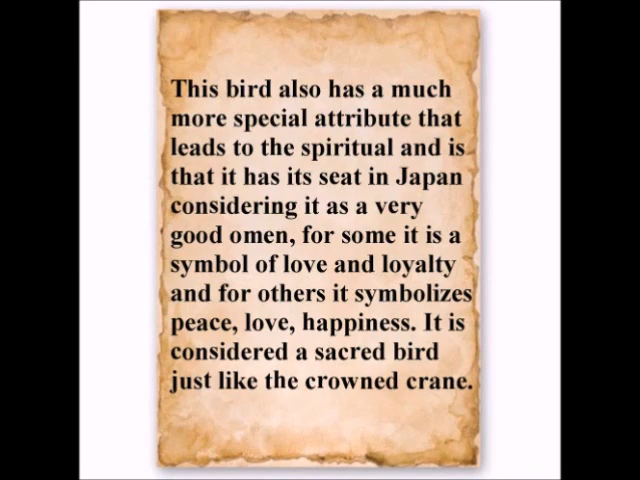 This bird also has a much
more special attribute that
leads to the spiritual and is
that it has its seat in Japan
considering it as a very
good omen, for some it is a
symbol of love and loyalty
and for others it symbolizes
peace, love, happiness. It is
considered a sacred bird
just like the crowned crane.